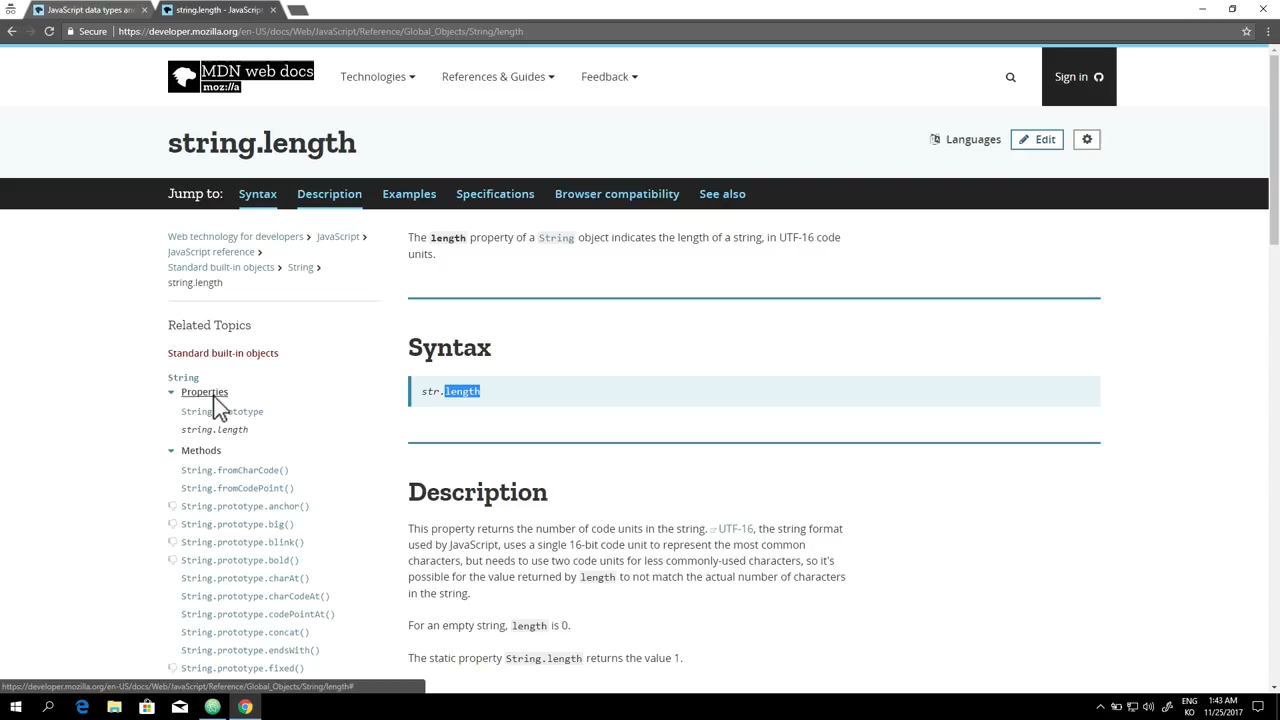 JavaScript data types an
string.length - JavaScript
Secure
https://developer.mozilla.org/en-US/docs/Web/JavaScript/Reference/Global_Objects/String/length
MDN web docs
moz://a
Technologies
References & Guides
Feedback
Sign in
string.length
Languages
Edit
Jump to:
Syntax
Description
Examples
Specifications
Browser compatibility
See also
Web technology for developers
JavaScript
JavaScript reference
Standard built-in objects
String
string.length
Related Topics
Standard built-in objects
String
Properties
String.prototype
string.length
Methods
String.fromCharCode()
String.fromCodePoint()
String.prototype.anchor()
String.prototype.big()
String.prototype.blink()
String.prototype.bold()
String.prototype.charAt()
String.prototype.charCodeAt()
String.prototype.codePointAt()
String.prototype.concat()
String.prototype.endsWith()
String.prototype.fixed()
The length property of a String object indicates the length of a string, in UTF-16 code
units.
Syntax
str.length
Description
This property returns the number of code units in the string. UTF-16, the string format
used by JavaScript, uses a single 16-bit code unit to represent the most common
characters, but needs to use two code units for less commonly-used characters, so it's
possible for the value returned by length to not match the actual number of characters
in the string.
For an empty string, length is 0.
The static property String.length returns the value 1.
https://developer.mozilla.org/en-US/docs/Web/JavaScript/Reference/Global_Objects/String/length#
ENG
KO
1:43 AM
11/25/2017